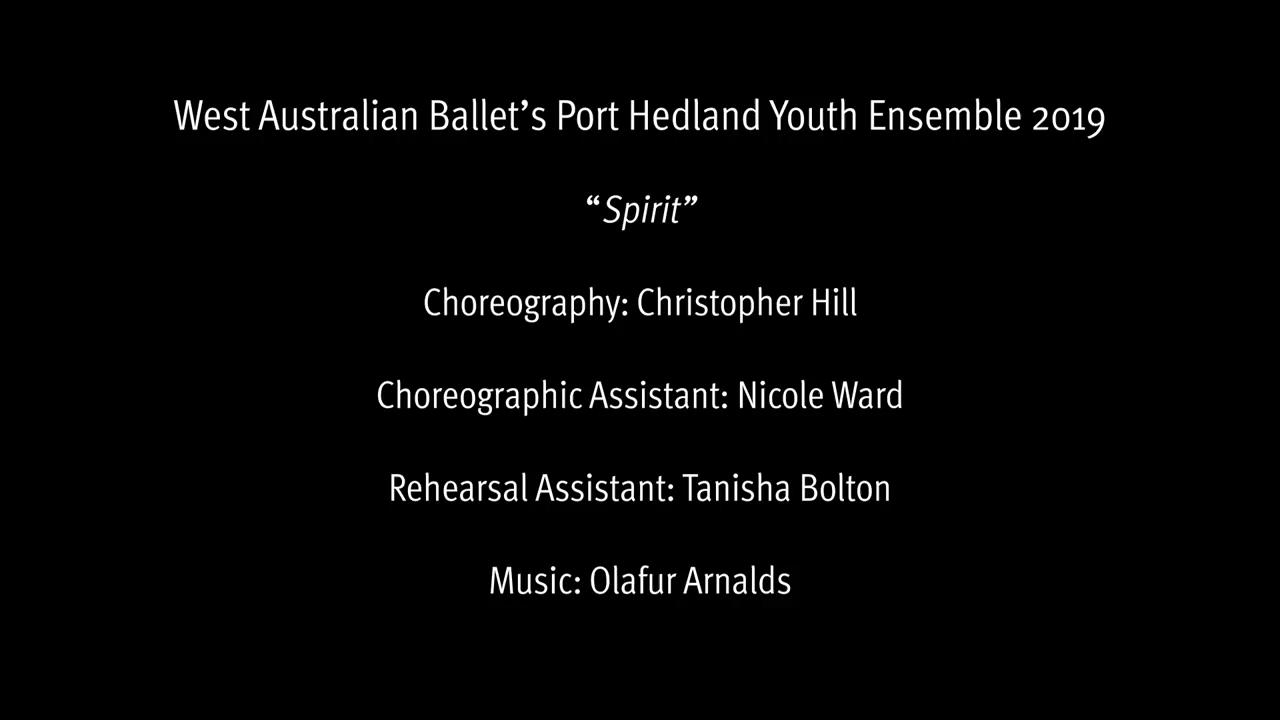 West Australian Ballet’s Port Hedland Youth Ensemble 2019
“Spirit”
Choreography: Christopher Hill
Choreographic Assistant: Nicole Ward
Rehearsal Assistant: Tanisha Bolton
Music: Olafur Arnalds